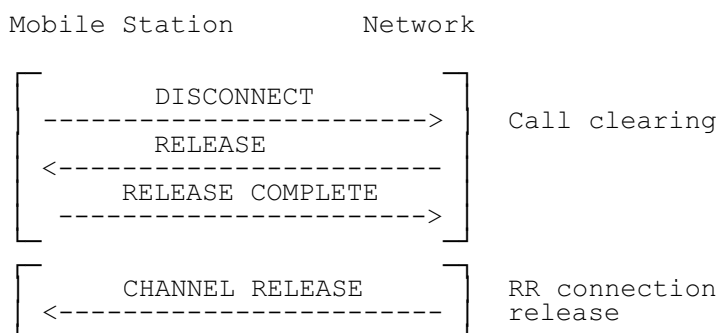 Mobile Station Network
DISCONNECT
------------------------> Call clearing
RELEASE
<------------------------
RELEASE COMPLETE
----------------------->
CHANNEL RELEASE RR connection
<------------------------ release